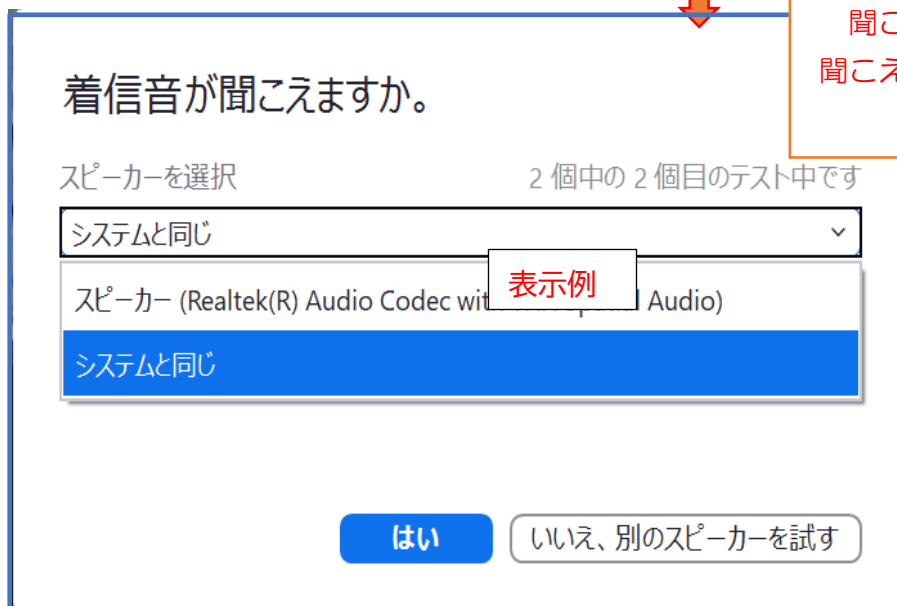 聞こ
聞こえ
着信音が聞こえますか。
スピーカーを選択
2 個中の 2 個目のテスト中です
システムと同じ
表示例
スピーカー (Realtek(R) Audio Codec Audio)
システムと同じ
はい
いいえ、別のスピーカーを試す